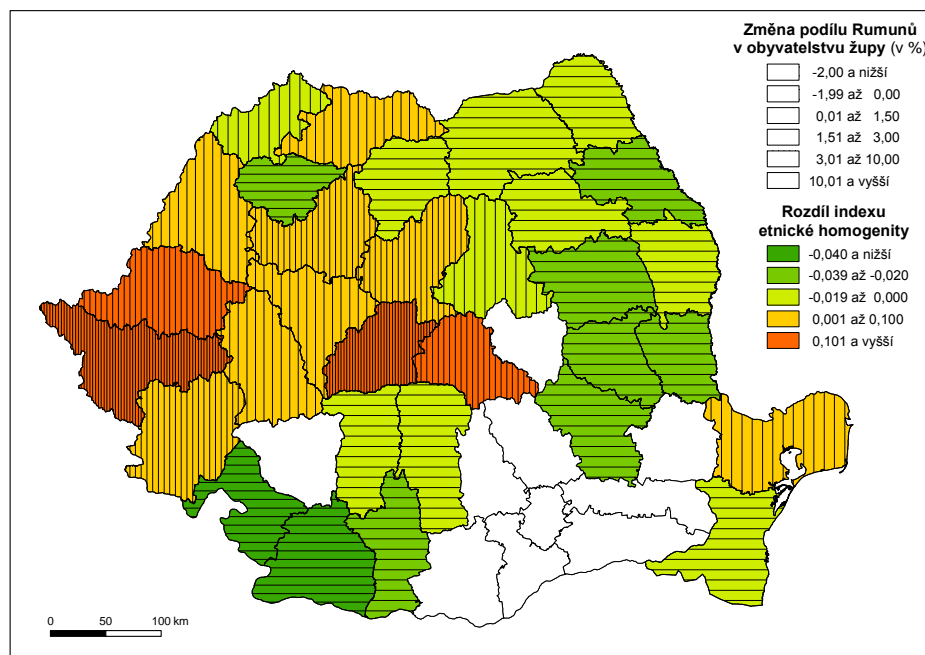 Změna podílu Rumunů
v obyvatelstvu župy (v %)
-2,00 a nižší
-1,99 až 0,00
0,01 až 1,50
1,51 až 3,00
3,01 až 10,00
10,01 a vyšší
Rozdíl indexu
etnické homogenity
-0,040 a nižší
-0,039 až -0,020
-0,019 až 0,000
0,001 až 0,100
0,101 a vyšší
0 50 100 km